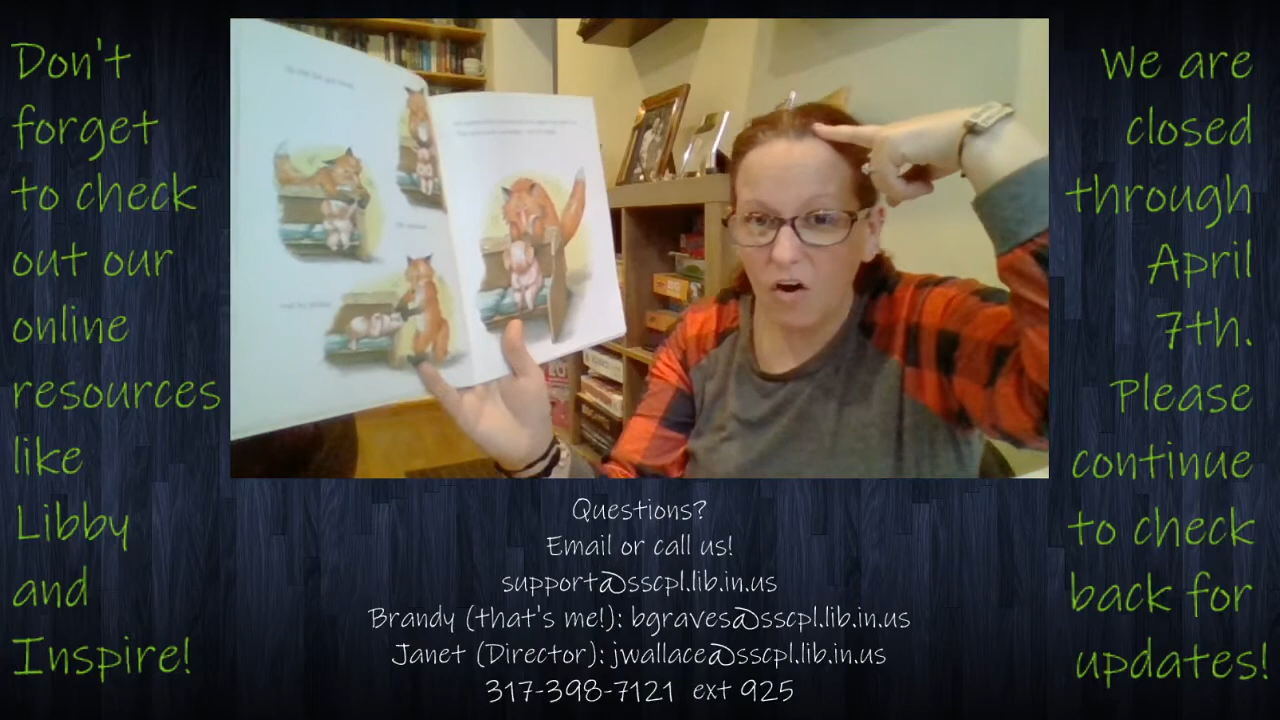 Don't
forget
to check
out our
online
resources
like
Libby
and
Inspire!
We are
closed
through
April
7th.
Please
continue
to check
back for
updates!
Questions?
Email or call us!
support@sscpl.lib.in.us
Brandy (that's me!): bgraves@sscpl.lib.in.us
Janet (Director): jwallace@sscpl.lib.in.us
317-398-7121 ext 925